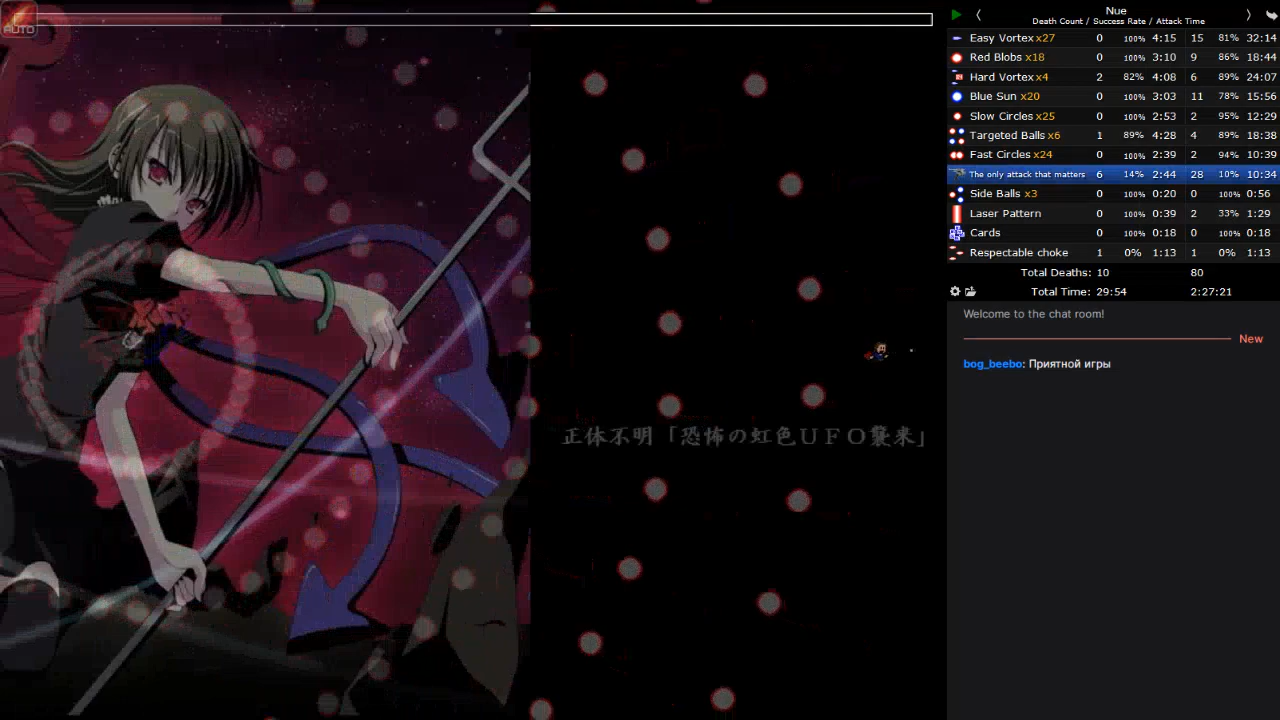 AUTO
Nue
Death Count / Success Rate / Attack Time
Easy Vortex x27 0 100% 4:15 15 81% 32:14
Red Blobs x18 0 100% 3:10 9 86% 18:44
Hard Vortex x4 2 82% 4:08 6 89% 24:07
Blue Sun x20 0 100% 3:03 11 78% 15:56
Slow Circles x25 0 100% 2:53 2 95% 12:29
Targeted Balls x6 1 89% 4:28 4 89% 18:38
Fast Circles x24 0 100% 2:39 2 94% 10:39
The only attack that matters 6 14% 2:44 28 10% 10:34
Side Balls x3 0 100% 0:20 0 100% 0:56
Laser Pattern 0 100% 0:39 2 33% 1:29
Cards 0 100% 0:18 0 100% 0:18
Respectable choke 1 0% 1:13 1 0% 1:13
Total Deaths: 10 80
Total Time: 29:54 2:27:21
Welcome to the chat room!
New
bog_beebo: Приятной игры
正体不明「恐怖の虹色UFO襲来」